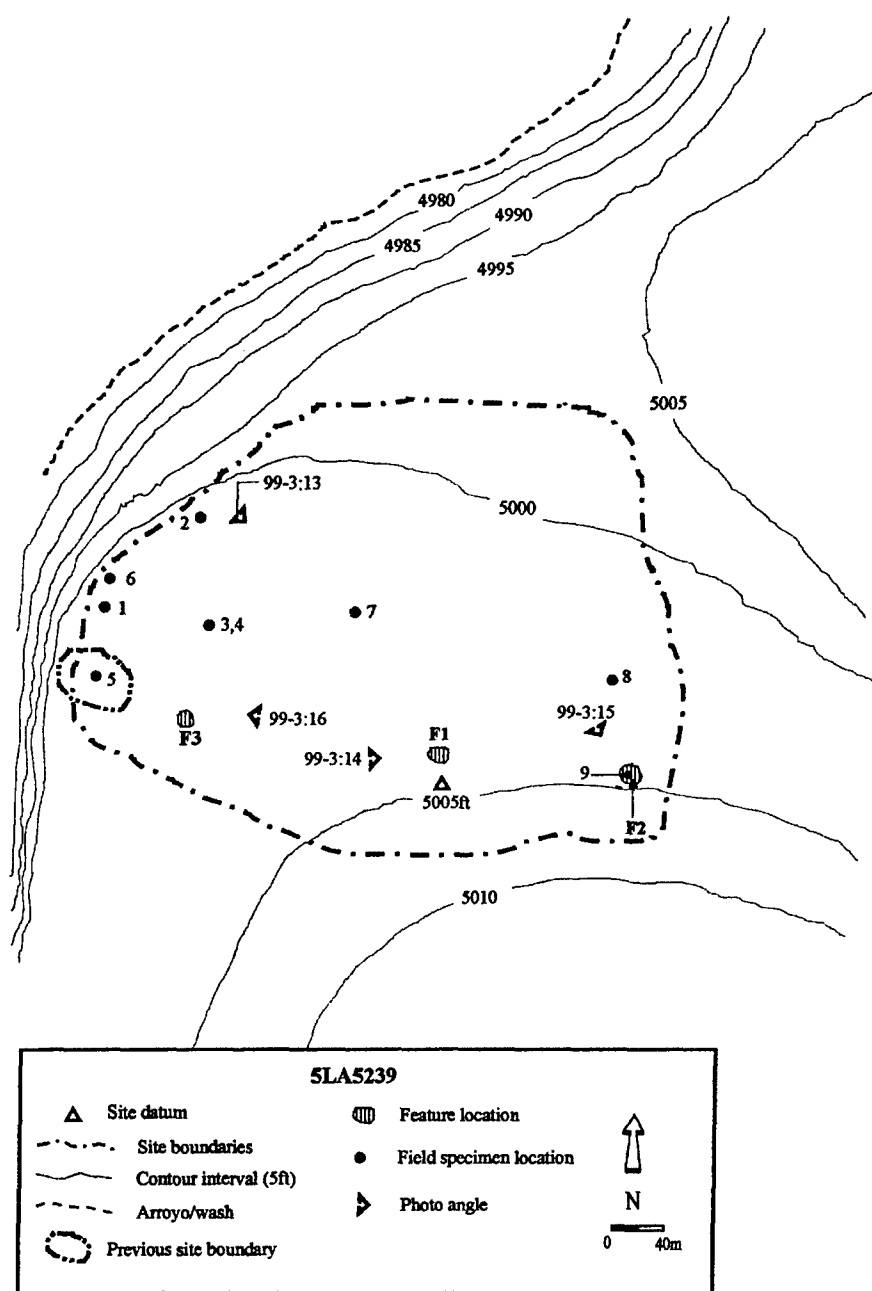 4980
4990
4985
4995
5005
99-3:13
5000
2
6
1
3,4
7
5
8
99-3:15
99-3:16
F3
F1
99-3:14
9
5005ft
F2
5010
5LA5239
Site datum
Feature location
Site boundaries
Field specimen location
Contour interval (5ft)
Photo angle
Arroyo/wash
N
Previous site boundary
0 40m